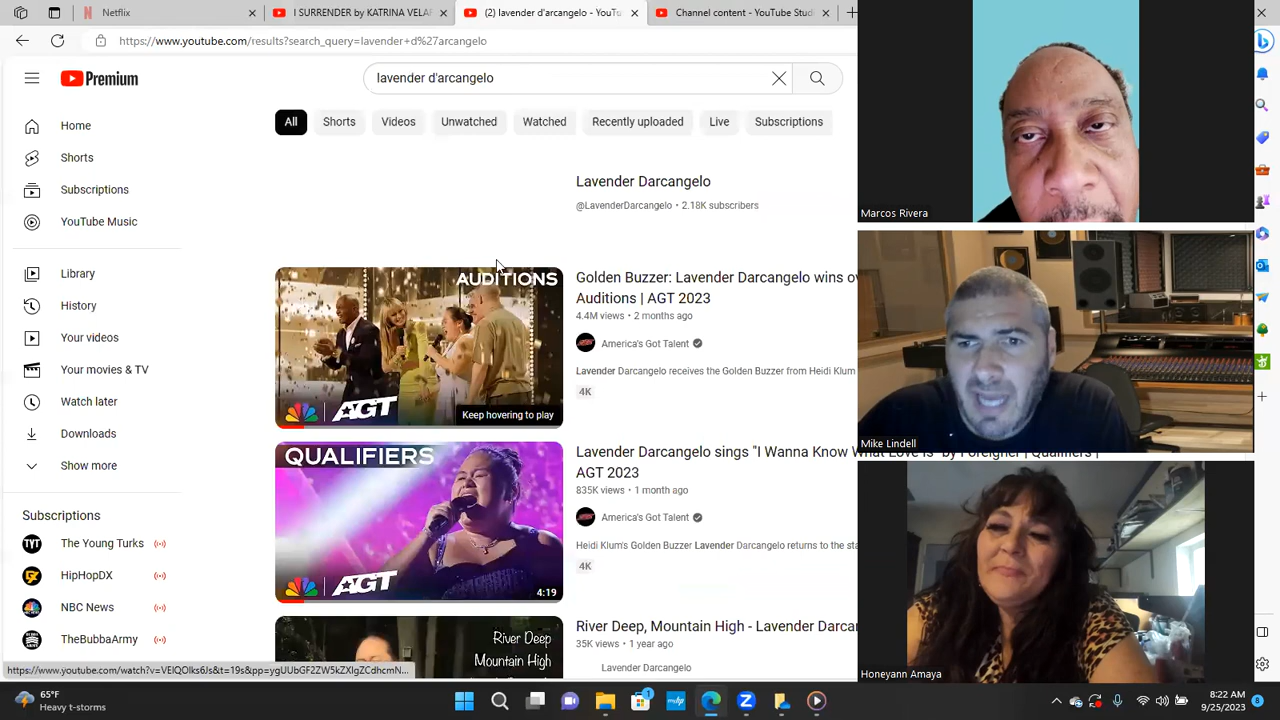 Netflix
I SURRENDER by KATRINA VELAR
(2) lavender d'arcangelo - YouTu
Channel content - YouTube Studi
https://www.youtube.com/results?search_query=lavender+d%27arcangelo
Premium
lavender d'arcangelo
All
Shorts
Videos
Unwatched
Watched
Recently uploaded
Live
Subscriptions
Home
Shorts
Subscriptions
YouTube Music
Library
History
Your videos
Your movies & TV
Watch later
Downloads
Show more
Subscriptions
The Young Turks
HipHopDX
NBC News
TheBubbaArmy
Lavender Darcangelo
@LavenderDarcangelo • 2.18K subscribers
AUDITIONS
AGT
Keep hovering to play
Golden Buzzer: Lavender Darcangelo wins ov
Auditions | AGT 2023
4.4M views • 2 months ago
America's Got Talent
Lavender Darcangelo receives the Golden Buzzer from Heidi Klum
4K
QUALIFIERS
AGT
4:19
Lavender Darcangelo sings "I Wanna Know What Love Is" by Foreigner | Qualifiers |
AGT 2023
835K views • 1 month ago
America's Got Talent
Heidi Klum's Golden Buzzer Lavender Darcangelo returns to the sta
4K
River Deep,
Mountain High
River Deep, Mountain High - Lavender Darca
35K views • 1 year ago
Lavender Darcangelo
Marcos Rivera
Mike Lindell
Honeyann Amaya
65°F
Heavy t-storms
8:22 AM
9/25/2023